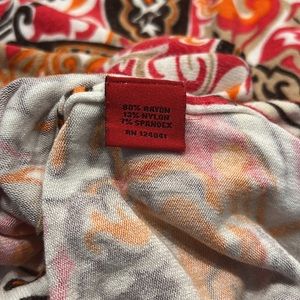 80% RAYON
13% NYLON
7% SPANDEX
RN 124041